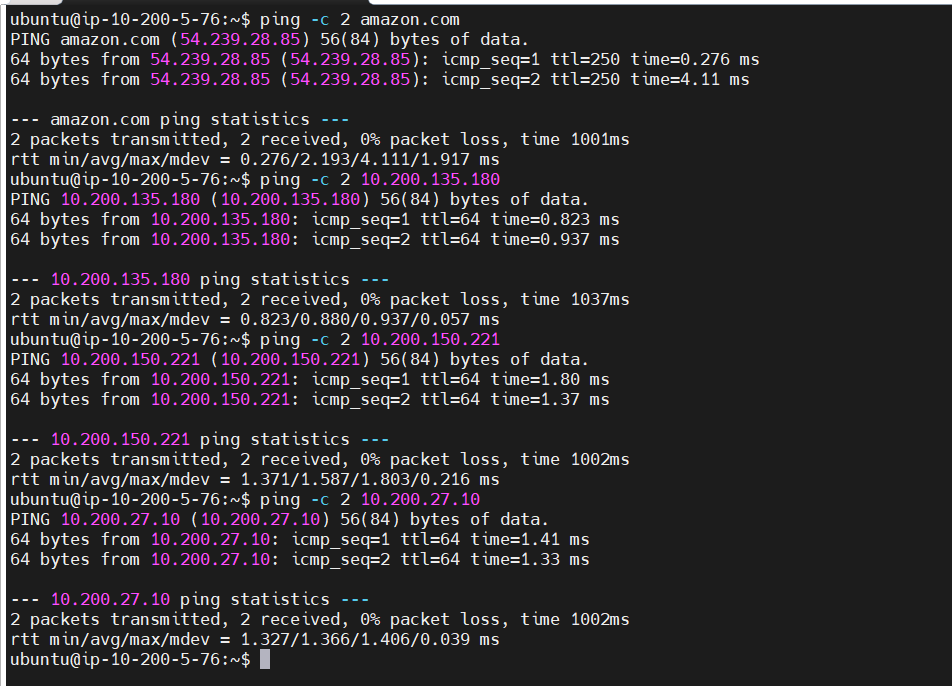 ubuntu@ip-10-200-5-76:~$ ping -c 2 amazon.com
PING amazon.com (54.239.28.85) 56(84) bytes of data.
64 bytes from 54.239.28.85 (54.239.28.85): icmp_seq=1 ttl=250 time=0.276 ms
64 bytes from 54.239.28.85 (54.239.28.85): icmp_seq=2 ttl=250 time=4.11 ms

--- amazon.com ping statistics ---
2 packets transmitted, 2 received, 0% packet loss, time 1001ms
rtt min/avg/max/mdev = 0.276/2.193/4.111/1.917 ms
ubuntu@ip-10-200-5-76:~$ ping -c 2 10.200.135.180
PING 10.200.135.180 (10.200.135.180) 56(84) bytes of data.
64 bytes from 10.200.135.180: icmp_seq=1 ttl=64 time=0.823 ms
64 bytes from 10.200.135.180: icmp_seq=2 ttl=64 time=0.937 ms

--- 10.200.135.180 ping statistics ---
2 packets transmitted, 2 received, 0% packet loss, time 1037ms
rtt min/avg/max/mdev = 0.823/0.880/0.937/0.057 ms
ubuntu@ip-10-200-5-76:~$ ping -c 2 10.200.150.221
PING 10.200.150.221 (10.200.150.221) 56(84) bytes of data.
64 bytes from 10.200.150.221: icmp_seq=1 ttl=64 time=1.80 ms
64 bytes from 10.200.150.221: icmp_seq=2 ttl=64 time=1.37 ms

--- 10.200.150.221 ping statistics ---
2 packets transmitted, 2 received, 0% packet loss, time 1002ms
rtt min/avg/max/mdev = 1.371/1.587/1.803/0.216 ms
ubuntu@ip-10-200-5-76:~$ ping -c 2 10.200.27.10
PING 10.200.27.10 (10.200.27.10) 56(84) bytes of data.
64 bytes from 10.200.27.10: icmp_seq=1 ttl=64 time=1.41 ms
64 bytes from 10.200.27.10: icmp_seq=2 ttl=64 time=1.33 ms

--- 10.200.27.10 ping statistics ---
2 packets transmitted, 2 received, 0% packet loss, time 1002ms
rtt min/avg/max/mdev = 1.327/1.366/1.406/0.039 ms
ubuntu@ip-10-200-5-76:~$